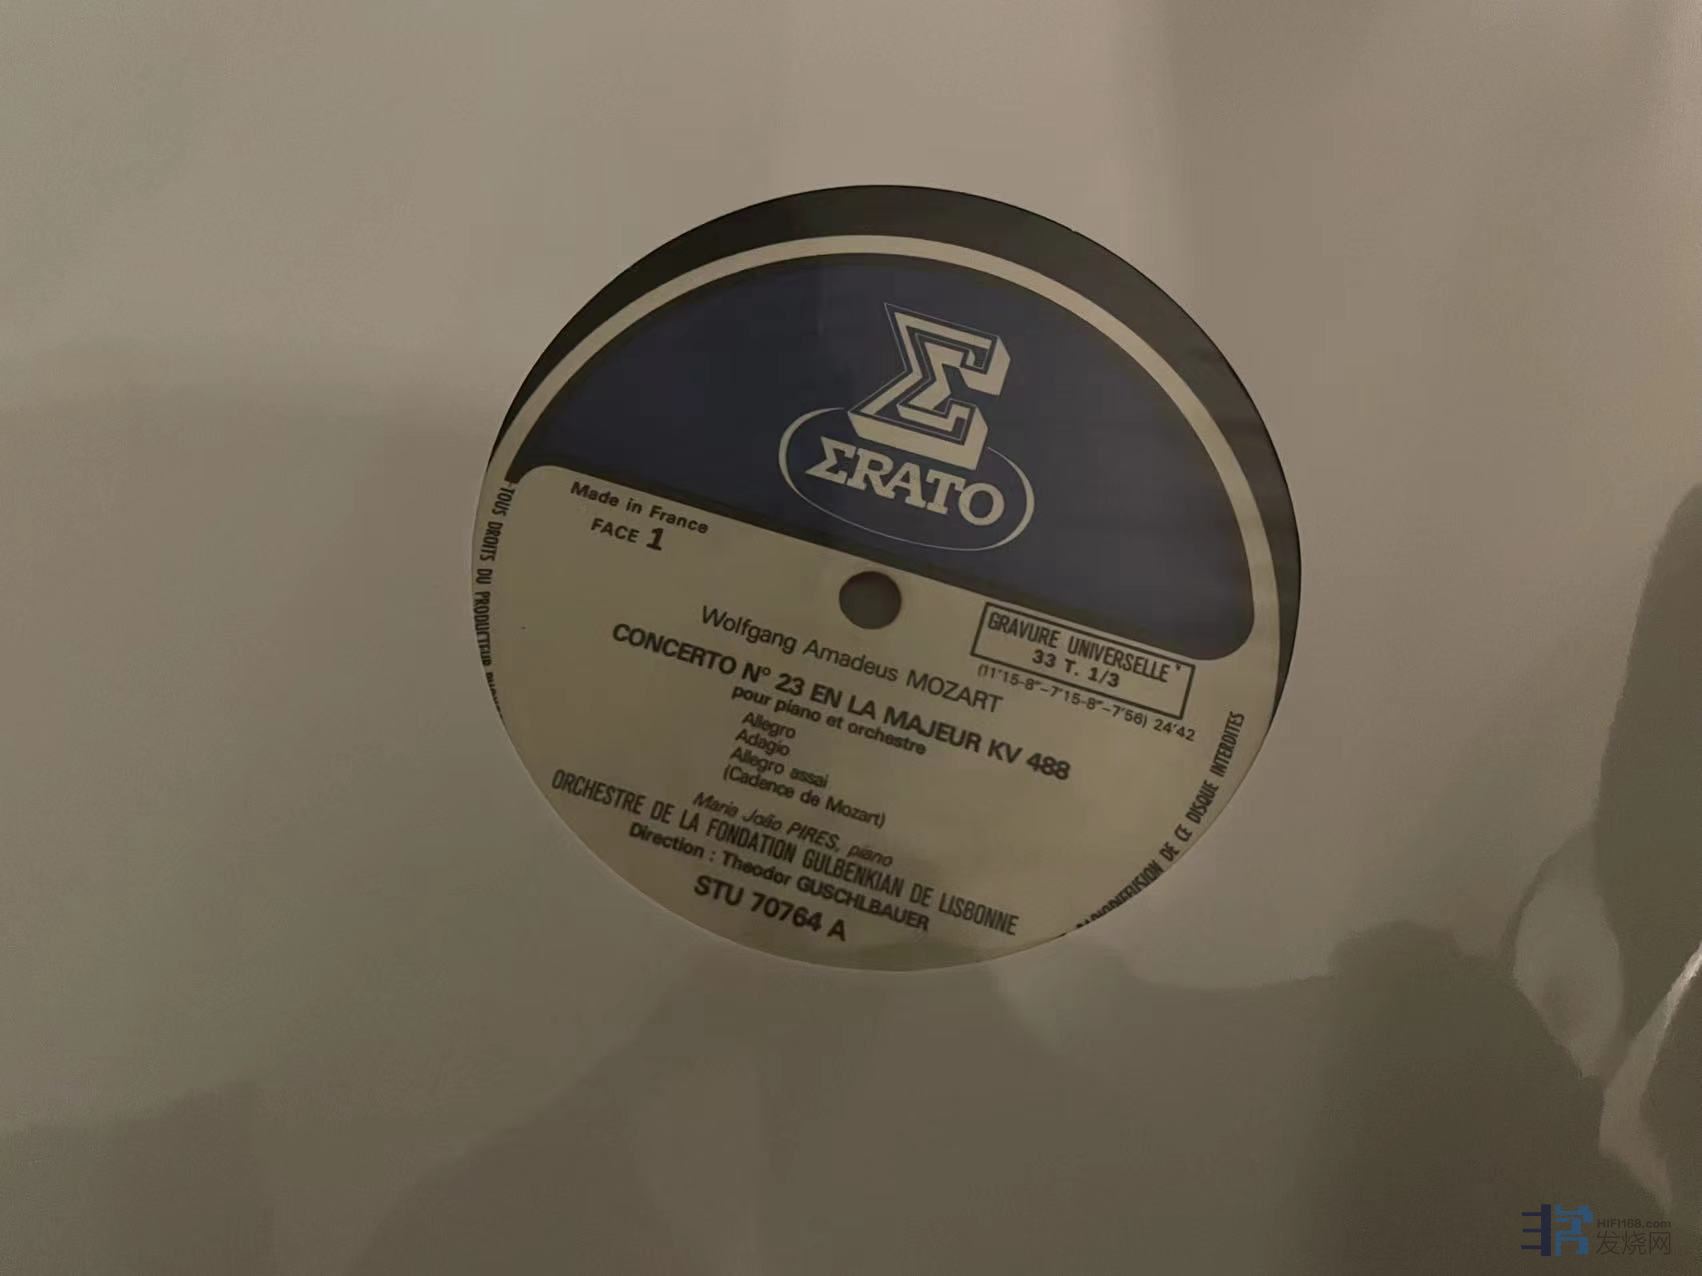 ΣRATO
Made in France
FACE 1
GRAVURE UNIVERSELLE
33 T. 1/3
(11'15-8"-7'15-8"-7'56) 24'42
Wolfgang Amadeus MOZART
CONCERTO N° 23 EN LA MAJEUR KV 488
pour piano et orchestre
Allegro
Adagio
Allegro assai
(Cadence de Mozart)
Maria João PIRES, piano
ORCHESTRE DE LA FONDATION GULBENKIAN DE LISBONNE
Direction : Theodor GUSCHLBAUER
STU 70764 A
TOUS DROITS DU PRODUCTEUR
RADIODIFFUSION DE CE DISQUE INTERDITES
HIFI168.com
发烧网